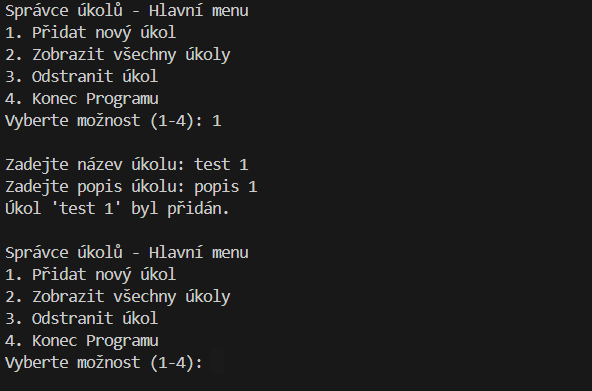 Správce úkolů - Hlavní menu
1. Přidat nový úkol
2. Zobrazit všechny úkoly
3. Odstranit úkol
4. Konec Programu
Vyberte možnost (1-4): 1
Zadejte název úkolu: test 1
Zadejte popis úkolu: popis 1
Úkol 'test 1' byl přidán.
Správce úkolů - Hlavní menu
1. Přidat nový úkol
2. Zobrazit všechny úkoly
3. Odstranit úkol
4. Konec Programu
Vyberte možnost (1-4):